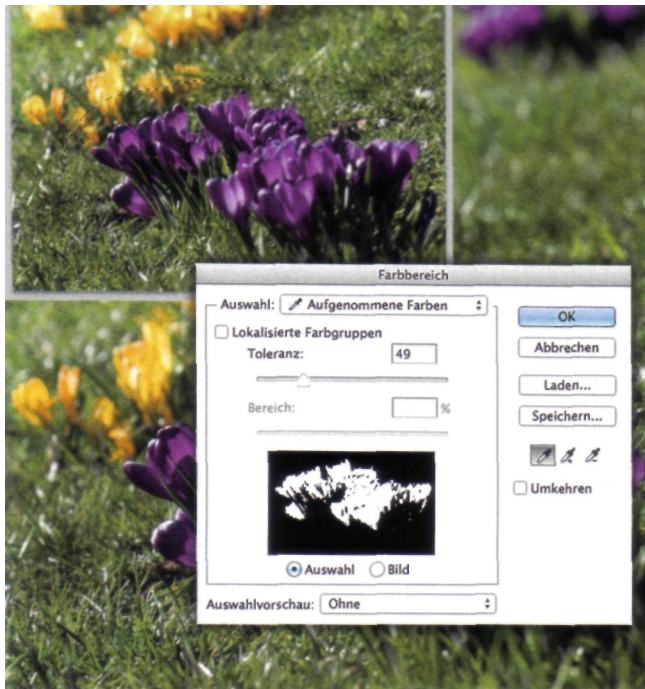 Farbbereich
Auswahl: Aufgenommene Farben
OK
Lokalisierte Farbgruppen
Abbrechen
Toleranz: 49
Laden...
Bereich: %
Speichern...
Umkehren
Auswahl Bild
Auswahlvorschau: Ohne